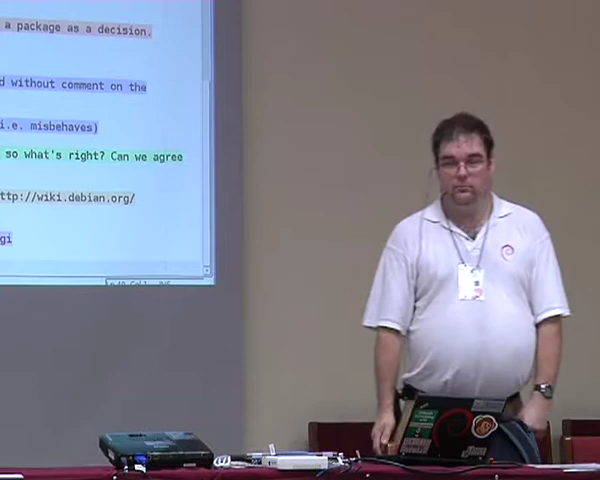 a package as a decision.
d without comment on the
i.e. misbehaves)
so what's right? Can we agree
ttp://wiki.debian.org/
gi